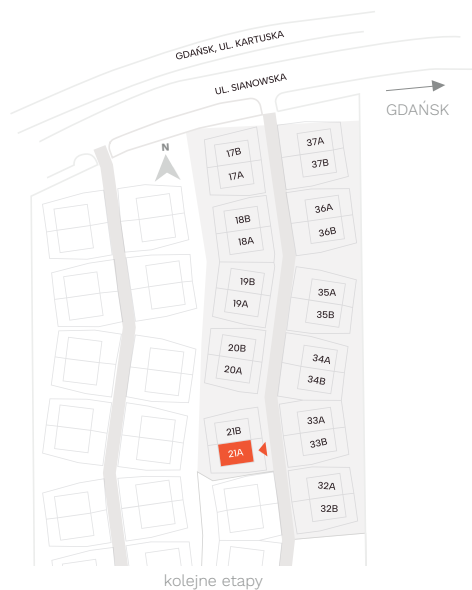 GDAŃSK, UL. KARTUSKA
UL. SIANOWSKA
GDAŃSK
N
17B
17A
37A
37B
18B
18A
36A
36B
19B
19A
35A
35B
20B
20A
34A
34B
21B
21A
33A
33B
32A
32B
kolejne etapy